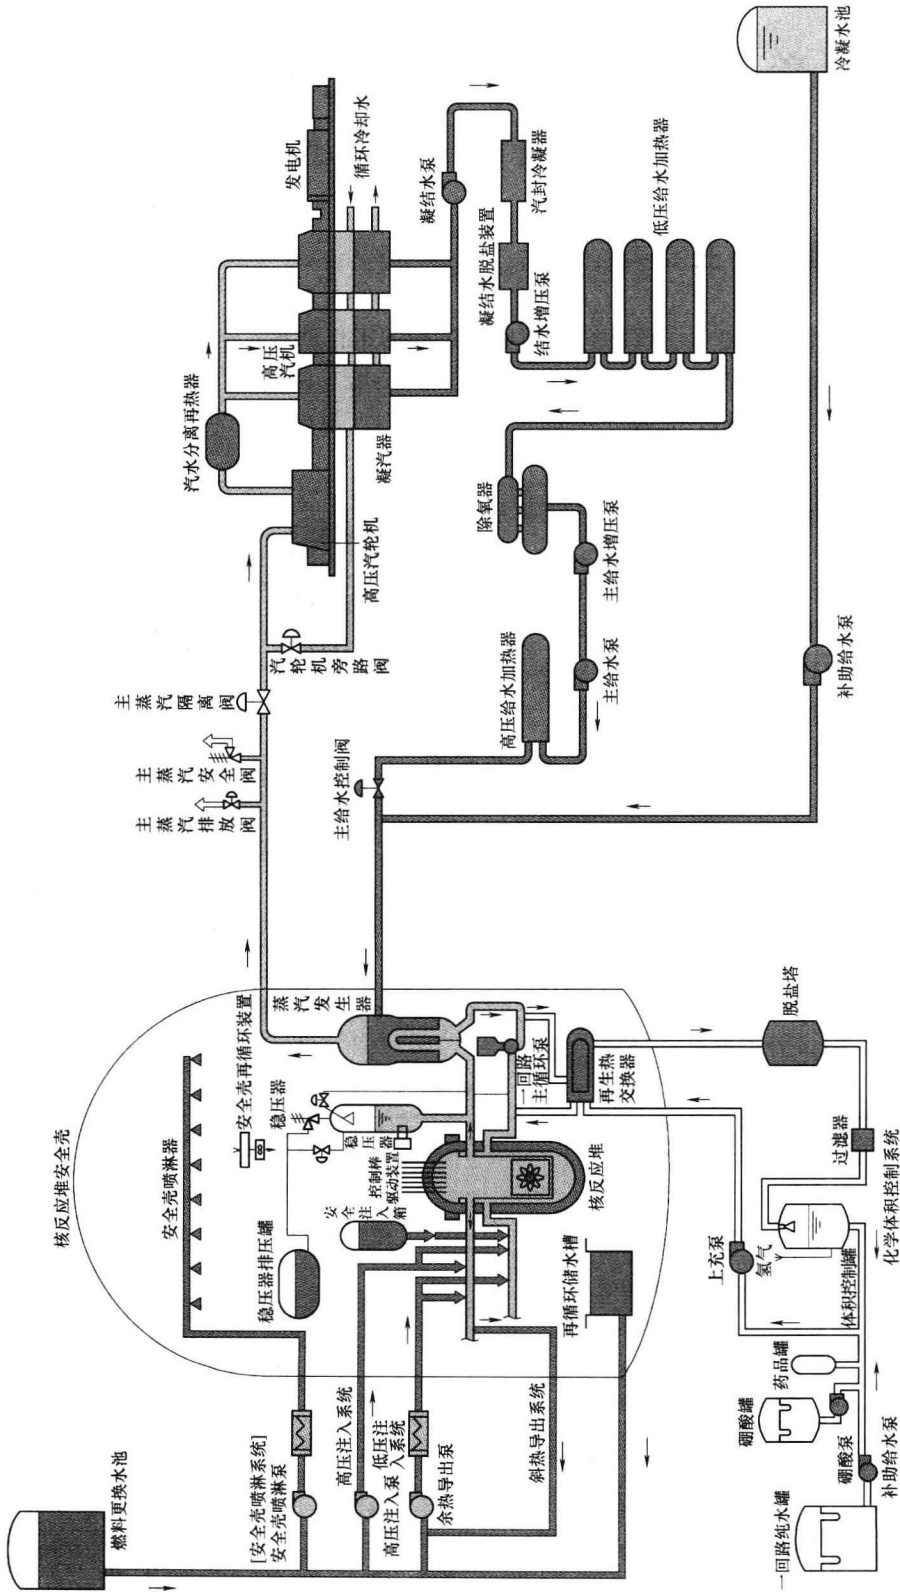 核反应堆安全壳
安全壳喷淋器
安全壳再循环装置
稳压器
稳压器排压罐
稳压器
控制棒
驱动装置
安全注入箱
蒸汽发生器
一回路
主循环泵
再生热
交换器
核反应堆
再循环储水槽
燃料更换水池
[安全壳喷淋系统]
安全壳喷淋泵
高压注入系统
高压注入泵
低压注
入系统
余热导出泵
斜热导出系统
主蒸汽排放阀
主蒸汽安全阀
主蒸汽隔离阀
汽轮机旁路阀
汽水分离再热器
高压汽轮机
高压
汽机
发电机
循环冷却水
凝汽器
凝结水泵
汽封冷凝器
凝结水脱盐装置
结水增压泵
低压给水加热器
除氧器
主给水增压泵
主给水泵
高压给水加热器
主给水控制阀
冷凝水池
补助给水泵
脱盐塔
过滤器
化学体积控制系统
上充泵
氢气
体积控制罐
药品罐
硼酸罐
硼酸泵
补助给水泵
一回路纯水罐